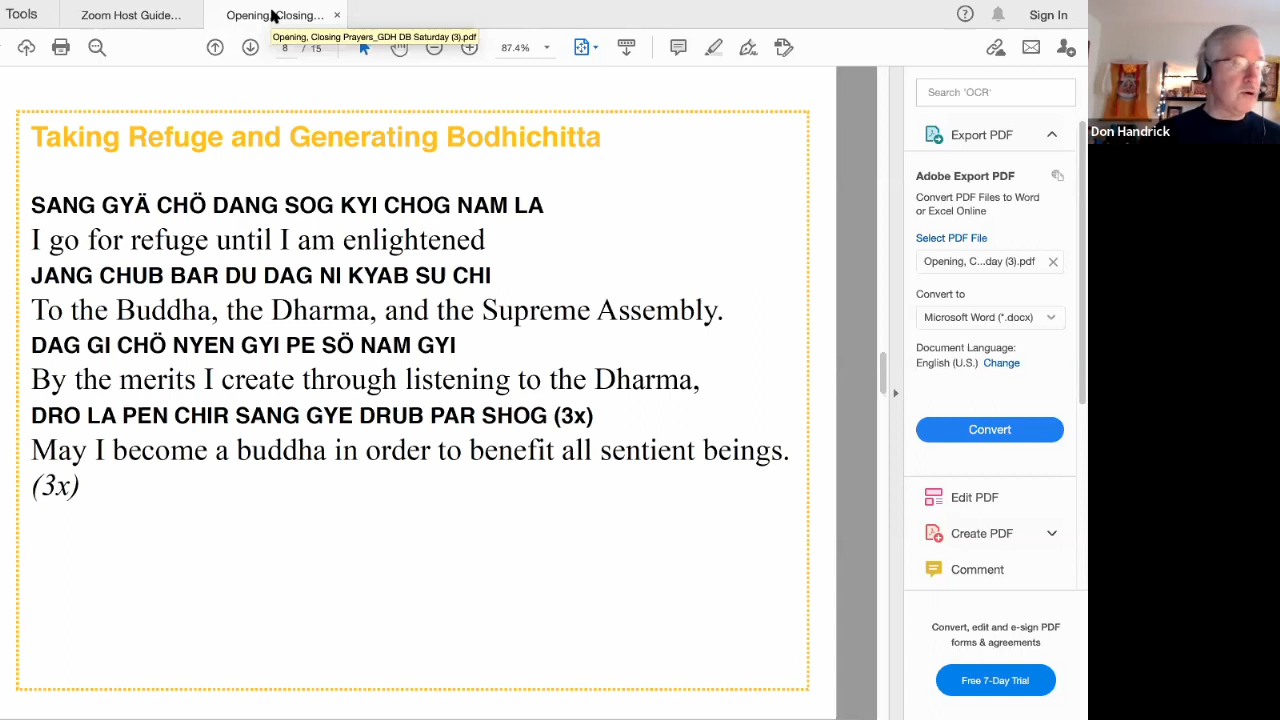 Tools
Zoom Host Guide...
Opening, Closing...
Sign In
Opening, Closing Prayers_GDH DB Saturday (3).pdf
8 / 15
87.4%
Taking Refuge and Generating Bodhichitta
SANG GYÄ CHÖ DANG SOG KYI CHOG NAM LA
I go for refuge until I am enlightened
JANG CHUB BAR DU DAG NI KYAB SU CHI
To the Buddha, the Dharma, and the Supreme Assembly.
DAG GI CHÖ NYEN GYI PE SÖ NAM GYI
By the merits I create through listening to the Dharma,
DRO LA PEN CHIR SANG GYE DRUB PAR SHOG (3x)
May I become a buddha in order to benefit all sentient beings.
(3x)
Search 'OCR'
Export PDF
Adobe Export PDF
Convert PDF Files to Word
or Excel Online
Select PDF File
Opening, C...day (3).pdf
Convert to
Microsoft Word (*.docx)
Document Language:
English (U.S.) Change
Convert
Edit PDF
Create PDF
Comment
Convert, edit and e-sign PDF
forms & agreements
Free 7-Day Trial
Don Handrick